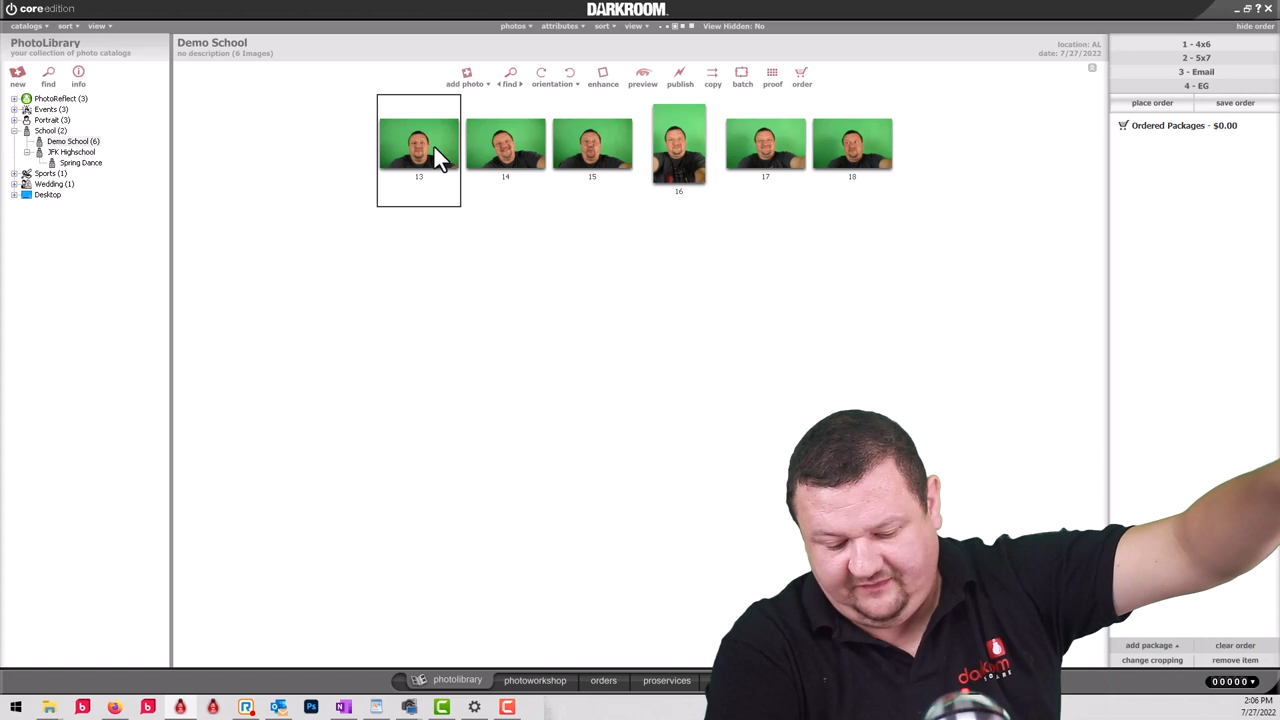 core edition
DARKROOM
catalogs sort view
photos attributes sort view View Hidden: No
hide order
PhotoLibrary
your collection of photo catalogs
new find info
PhotoReflect (3)
Events (3)
Portrait (3)
School (2)
Demo School (6)
JFK Highschool
Spring Dance
Sports (1)
Wedding (1)
Desktop
Demo School
no description (6 Images)
location: AL
date: 7/27/2022
add photo find orientation enhance preview publish copy batch proof order
13
14
15
16
17
18
1 - 4x6
2 - 5x7
3 - Email
4 - EG
place order save order
Ordered Packages - $0.00
add package clear order
change cropping remove item
photolibrary photoworkshop orders proservices
00000
2:06 PM
7/27/2022